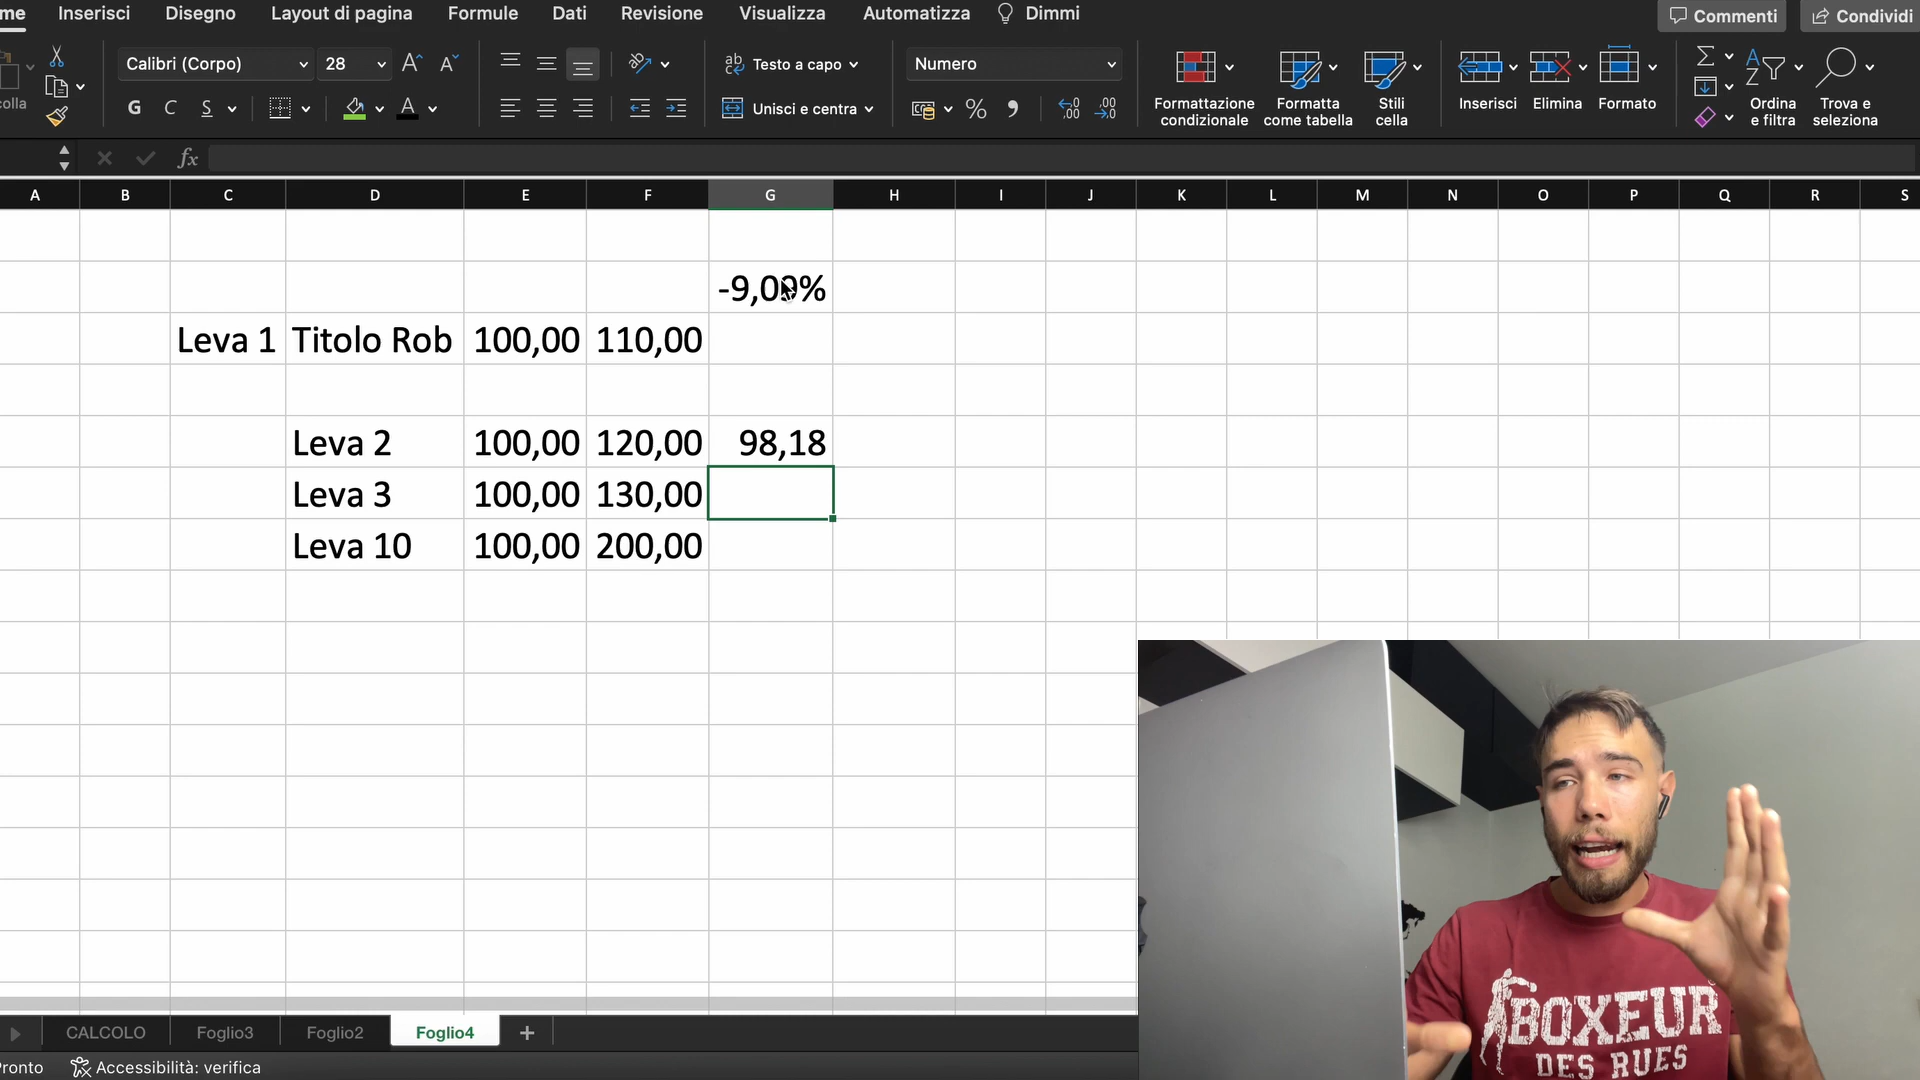 me Inserisci Disegno Layout di pagina Formule Dati Revisione Visualizza Automatizza Dimmi Commenti Condividi
Calibri (Corpo) 28 Testo a capo Numero
colla G C S Unisci e centra % Formattazione condizionale Formatta come tabella Stili cella Inserisci Elimina Formato Ordina e filtra Trova e seleziona
fx
A B C D E F G H I J K L M N O P Q R S
-9,09%
Leva 1 Titolo Rob 100,00 110,00
Leva 2 100,00 120,00 98,18
Leva 3 100,00 130,00
Leva 10 100,00 200,00
CALCOLO Foglio3 Foglio2 Foglio4 +
Pronto Accessibilità: verifica
BOXEUR
DES RUES